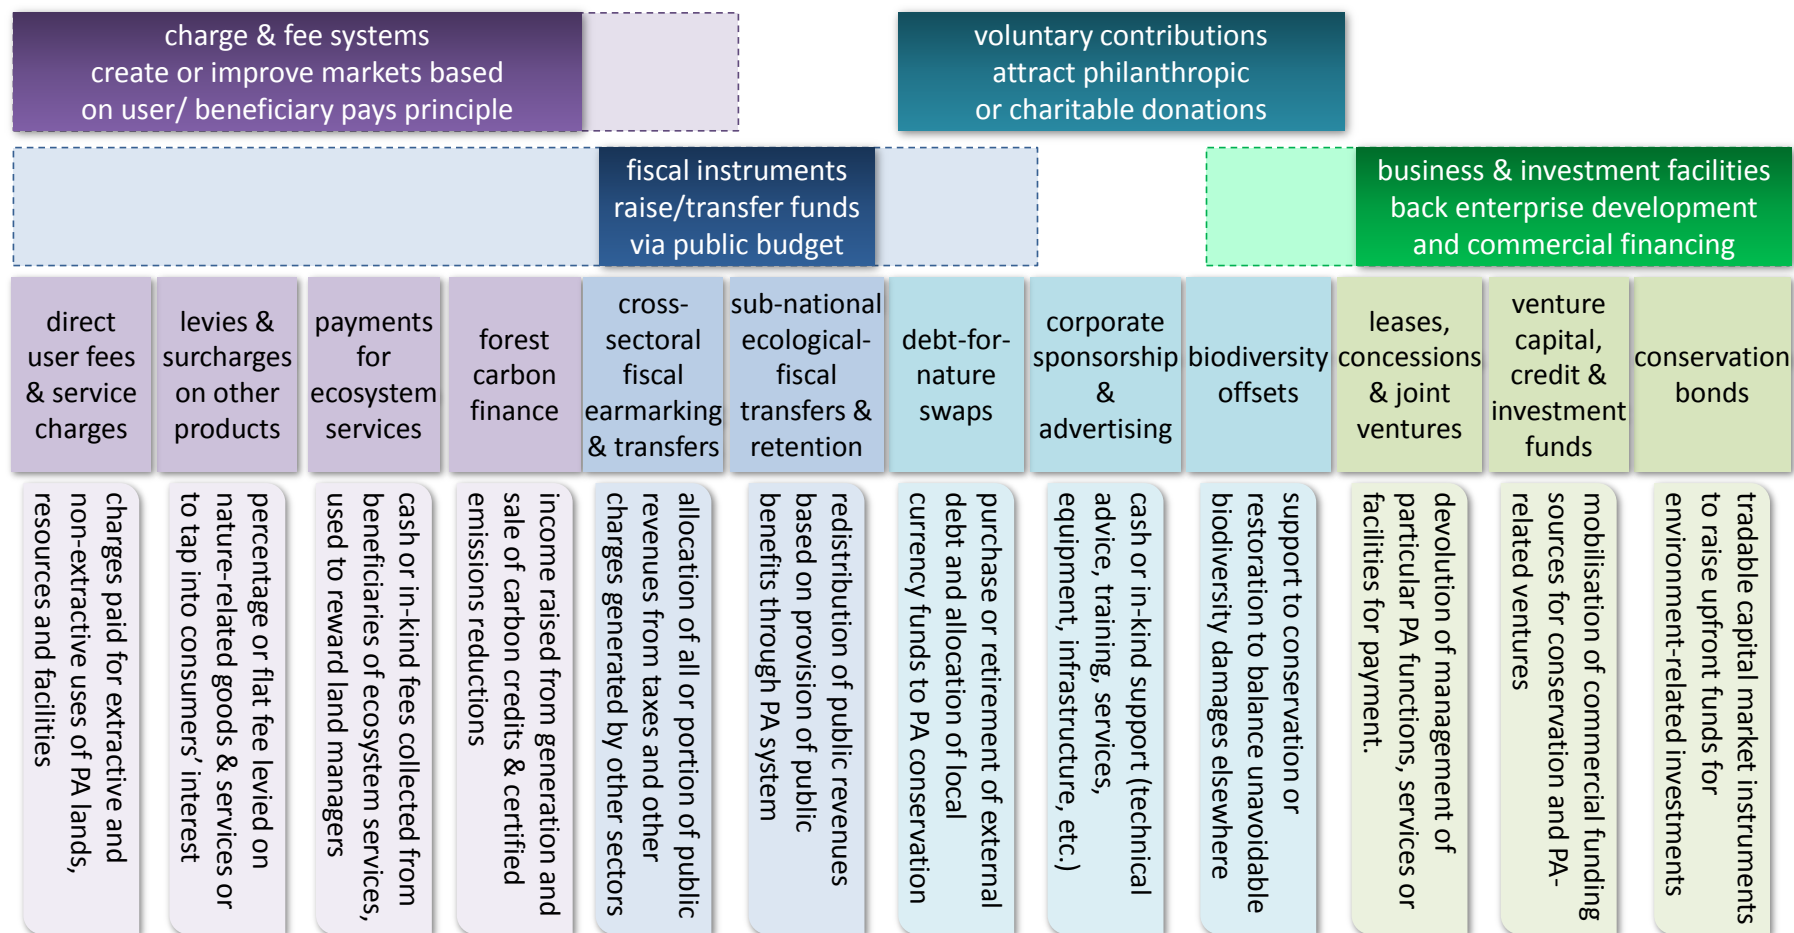 charge & fee systems
create or improve markets based
on user/ beneficiary pays principle
voluntary contributions
attract philanthropic
or charitable donations
fiscal instruments
raise/transfer funds
via public budget
business & investment facilities
back enterprise development
and commercial financing
direct
user fees
& service
charges
levies &
surcharges
on other
products
payments
for
ecosystem
services
forest
carbon
finance
cross-
sectoral
fiscal
earmarking
& transfers
sub-national
ecological-
fiscal
transfers &
retention
debt-for-
nature
swaps
corporate
sponsorship
&
advertising
biodiversity
offsets
leases,
concessions
& joint
ventures
venture
capital,
credit &
investment
funds
conservation
bonds
charges paid for extractive and
non-extractive uses of PA lands,
resources and facilities
percentage or flat fee levied on
nature-related goods & services or
to tap into consumers’ interest
cash or in-kind fees collected from
beneficiaries of ecosystem services,
used to reward land managers
income raised from generation and
sale of carbon credits & certified
emissions reductions
allocation of all or portion of public
revenues from taxes and other
charges generated by other sectors
redistribution of public revenues
based on provision of public
benefits through PA system
purchase or retirement of external
debt and allocation of local
currency funds to PA conservation
cash or in-kind support (technical
advice, training, services,
equipment, infrastructure, etc.)
support to conservation or
restoration to balance unavoidable
biodiversity damages elsewhere
devolution of management of
particular PA functions, services or
facilities for payment.
mobilisation of commercial funding
sources for conservation and PA-
related ventures
tradable capital market instruments
to raise upfront funds for
environment-related investments